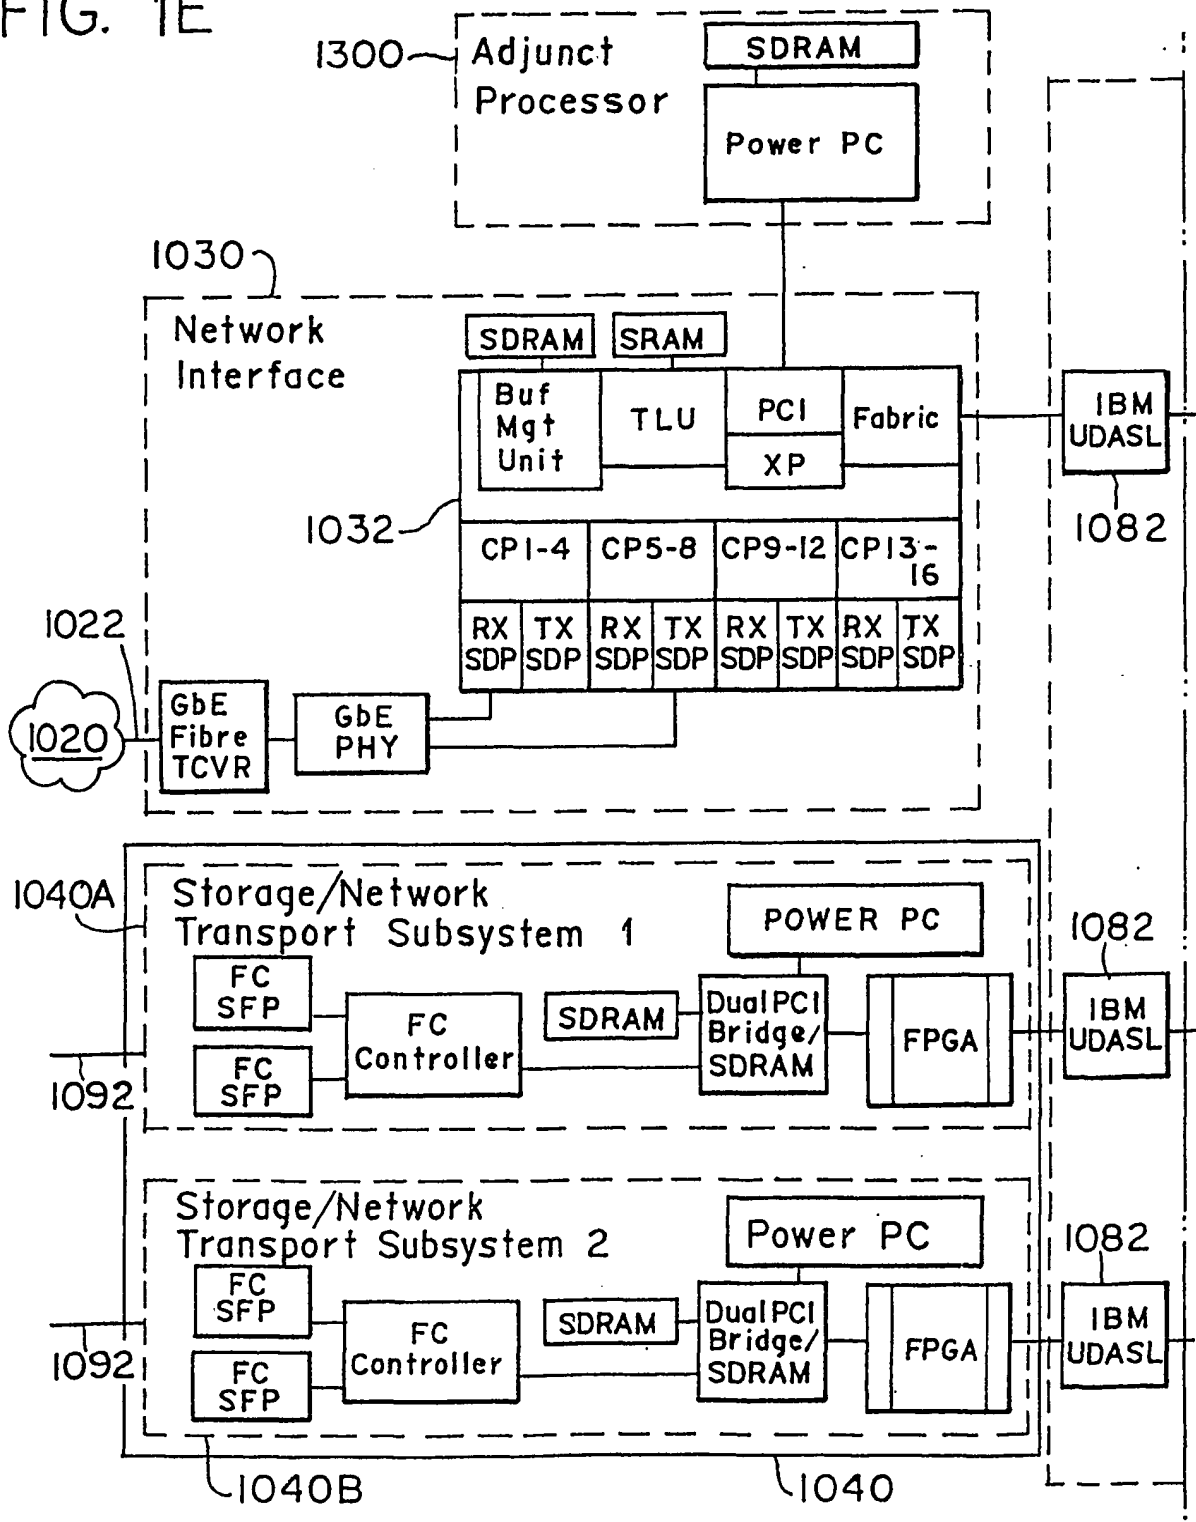 FIG. 1E
1300
Adjunct
Processor
SDRAM
Power PC
1030
Network
Interface
SDRAM
SRAM
Buf
Mgt
Unit
TLU
PCI
XP
Fabric
IBM
UDASL
1082
1032
CP1-4
CP5-8
CP9-12
CP13-
16
RX
SDP
TX
SDP
RX
SDP
TX
SDP
RX
SDP
TX
SDP
RX
SDP
TX
SDP
1022
1020
GbE
Fibre
TCVR
GbE
PHY
1040A
Storage/Network
Transport Subsystem 1
POWER PC
FC
SFP
FC
SFP
FC
Controller
SDRAM
Dual PCI
Bridge/
SDRAM
FPGA
1082
IBM
UDASL
1092
Storage/Network
Transport Subsystem 2
Power PC
FC
SFP
FC
SFP
FC
Controller
SDRAM
Dual PCI
Bridge/
SDRAM
FPGA
1082
IBM
UDASL
1092
1040B
1040